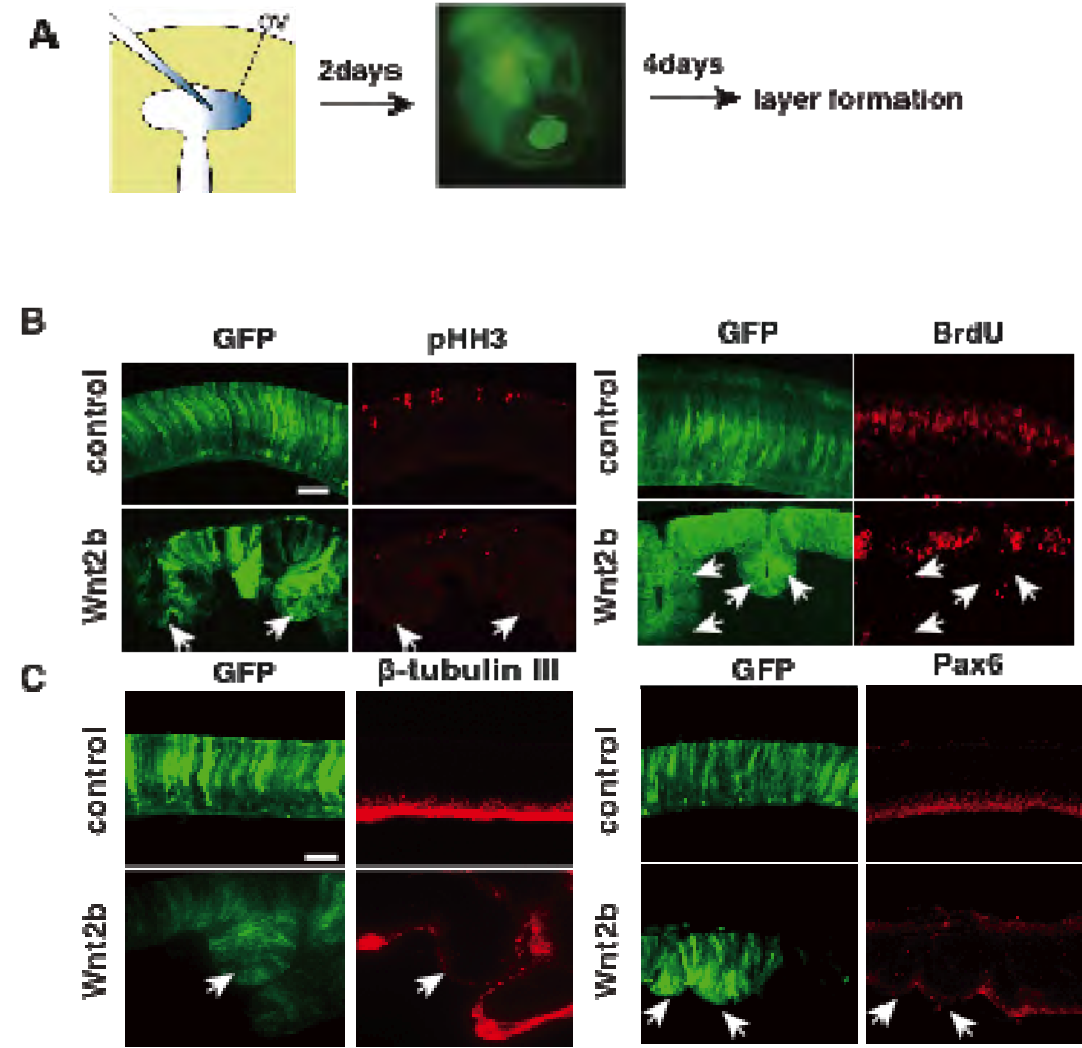 A
ov
2days
4days
layer formation
B
GFP
pHH3
GFP
BrdU
control
control
Wnt2b
Wnt2b
C
GFP
β-tubulin III
GFP
Pax6
control
control
Wnt2b
Wnt2b